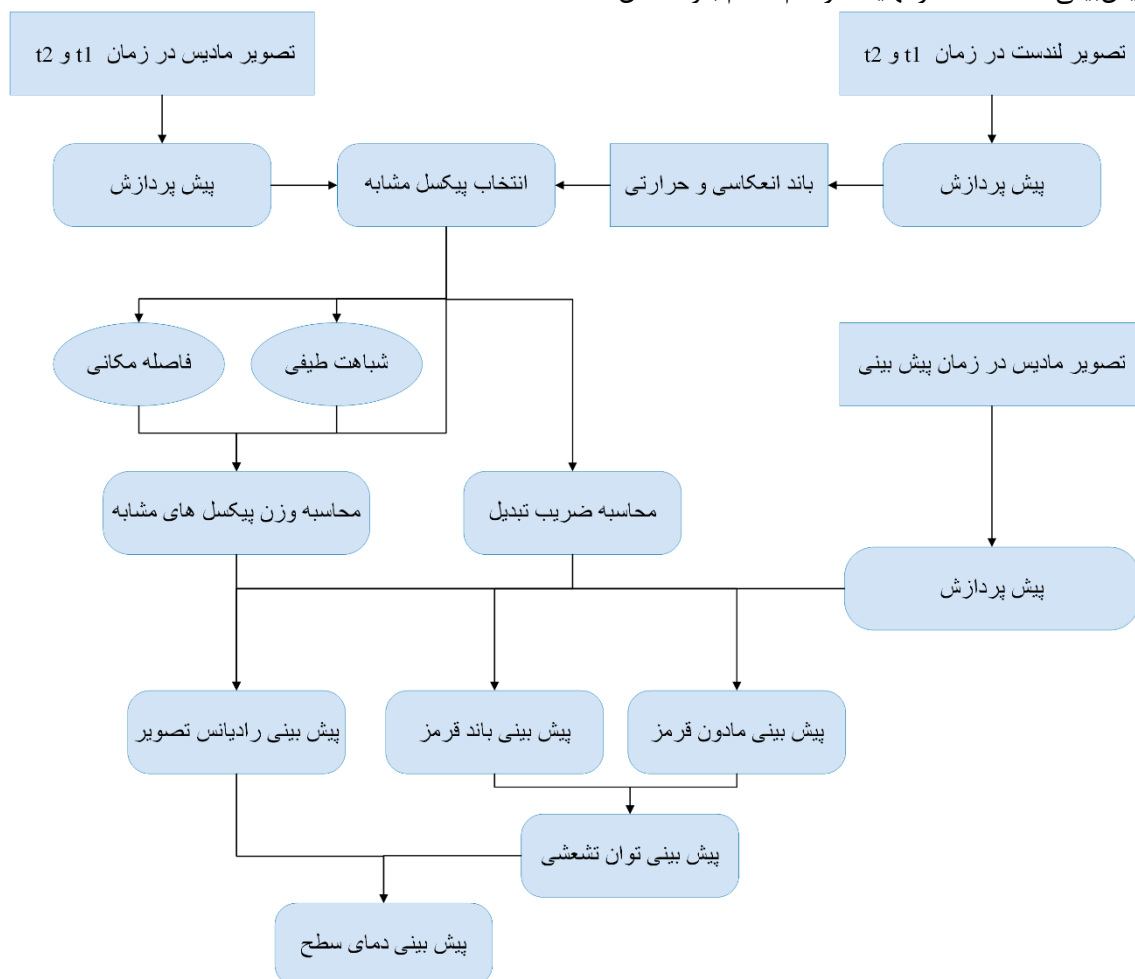 تصویر لندست در زمان t1 و t2
تصویر مادیس در زمان t1 و t2
پیش پردازش
باند انعکاسی و حرارتی
انتخاب پیکسل مشابه
پیش پردازش
شباهت طیفی
فاصله مکانی
تصویر مادیس در زمان پیش بینی
محاسبه ضریب تبدیل
محاسبه وزن پیکسل های مشابه
پیش پردازش
پیش بینی مادون قرمز
پیش بینی باند قرمز
پیش بینی رادیانس تصویر
پیش بینی توان تشعشی
پیش بینی دمای سطح